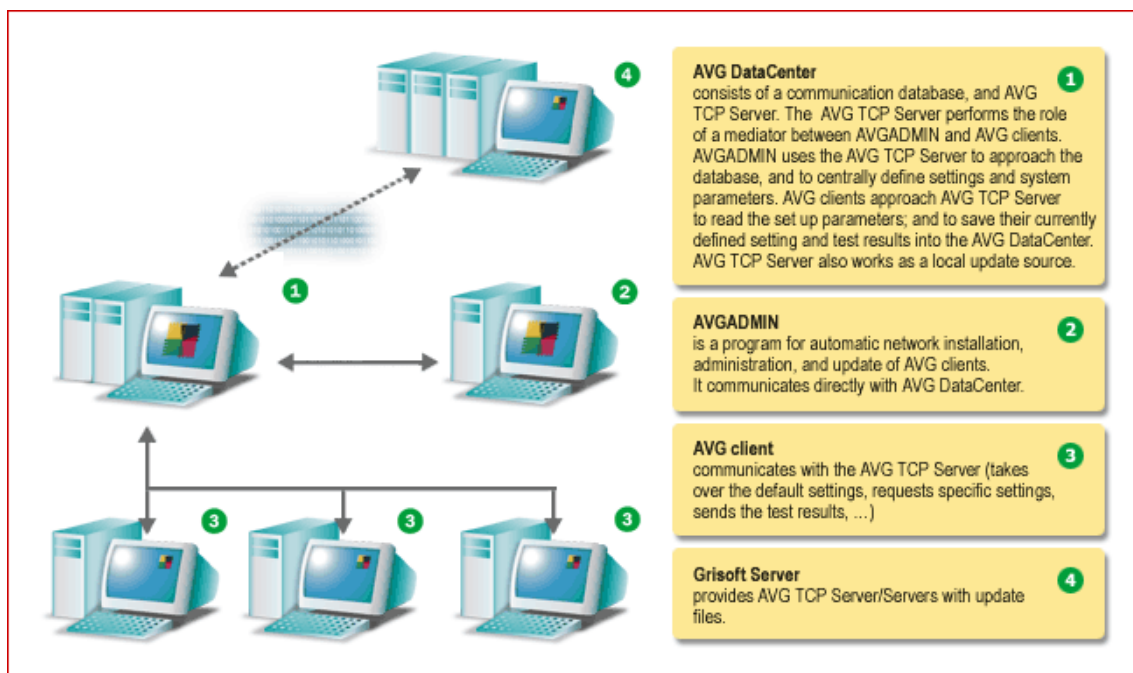 4
1
2
3
3
3
AVG DataCenter
1
consists of a communication database, and AVG
TCP Server. The AVG TCP Server performs the role
of a mediator between AVGADMIN and AVG clients.
AVGADMIN uses the AVG TCP Server to approach the
database, and to centrally define settings and system
parameters. AVG clients approach AVG TCP Server
to read the set up parameters; and to save their currently
defined setting and test results into the AVG DataCenter.
AVG TCP Server also works as a local update source.
AVGADMIN
2
is a program for automatic network installation,
administration, and update of AVG clients.
It communicates directly with AVG DataCenter.
AVG client
3
communicates with the AVG TCP Server (takes
over the default settings, requests specific settings,
sends the test results, ...)
Grisoft Server
4
provides AVG TCP Server/Servers with update
files.